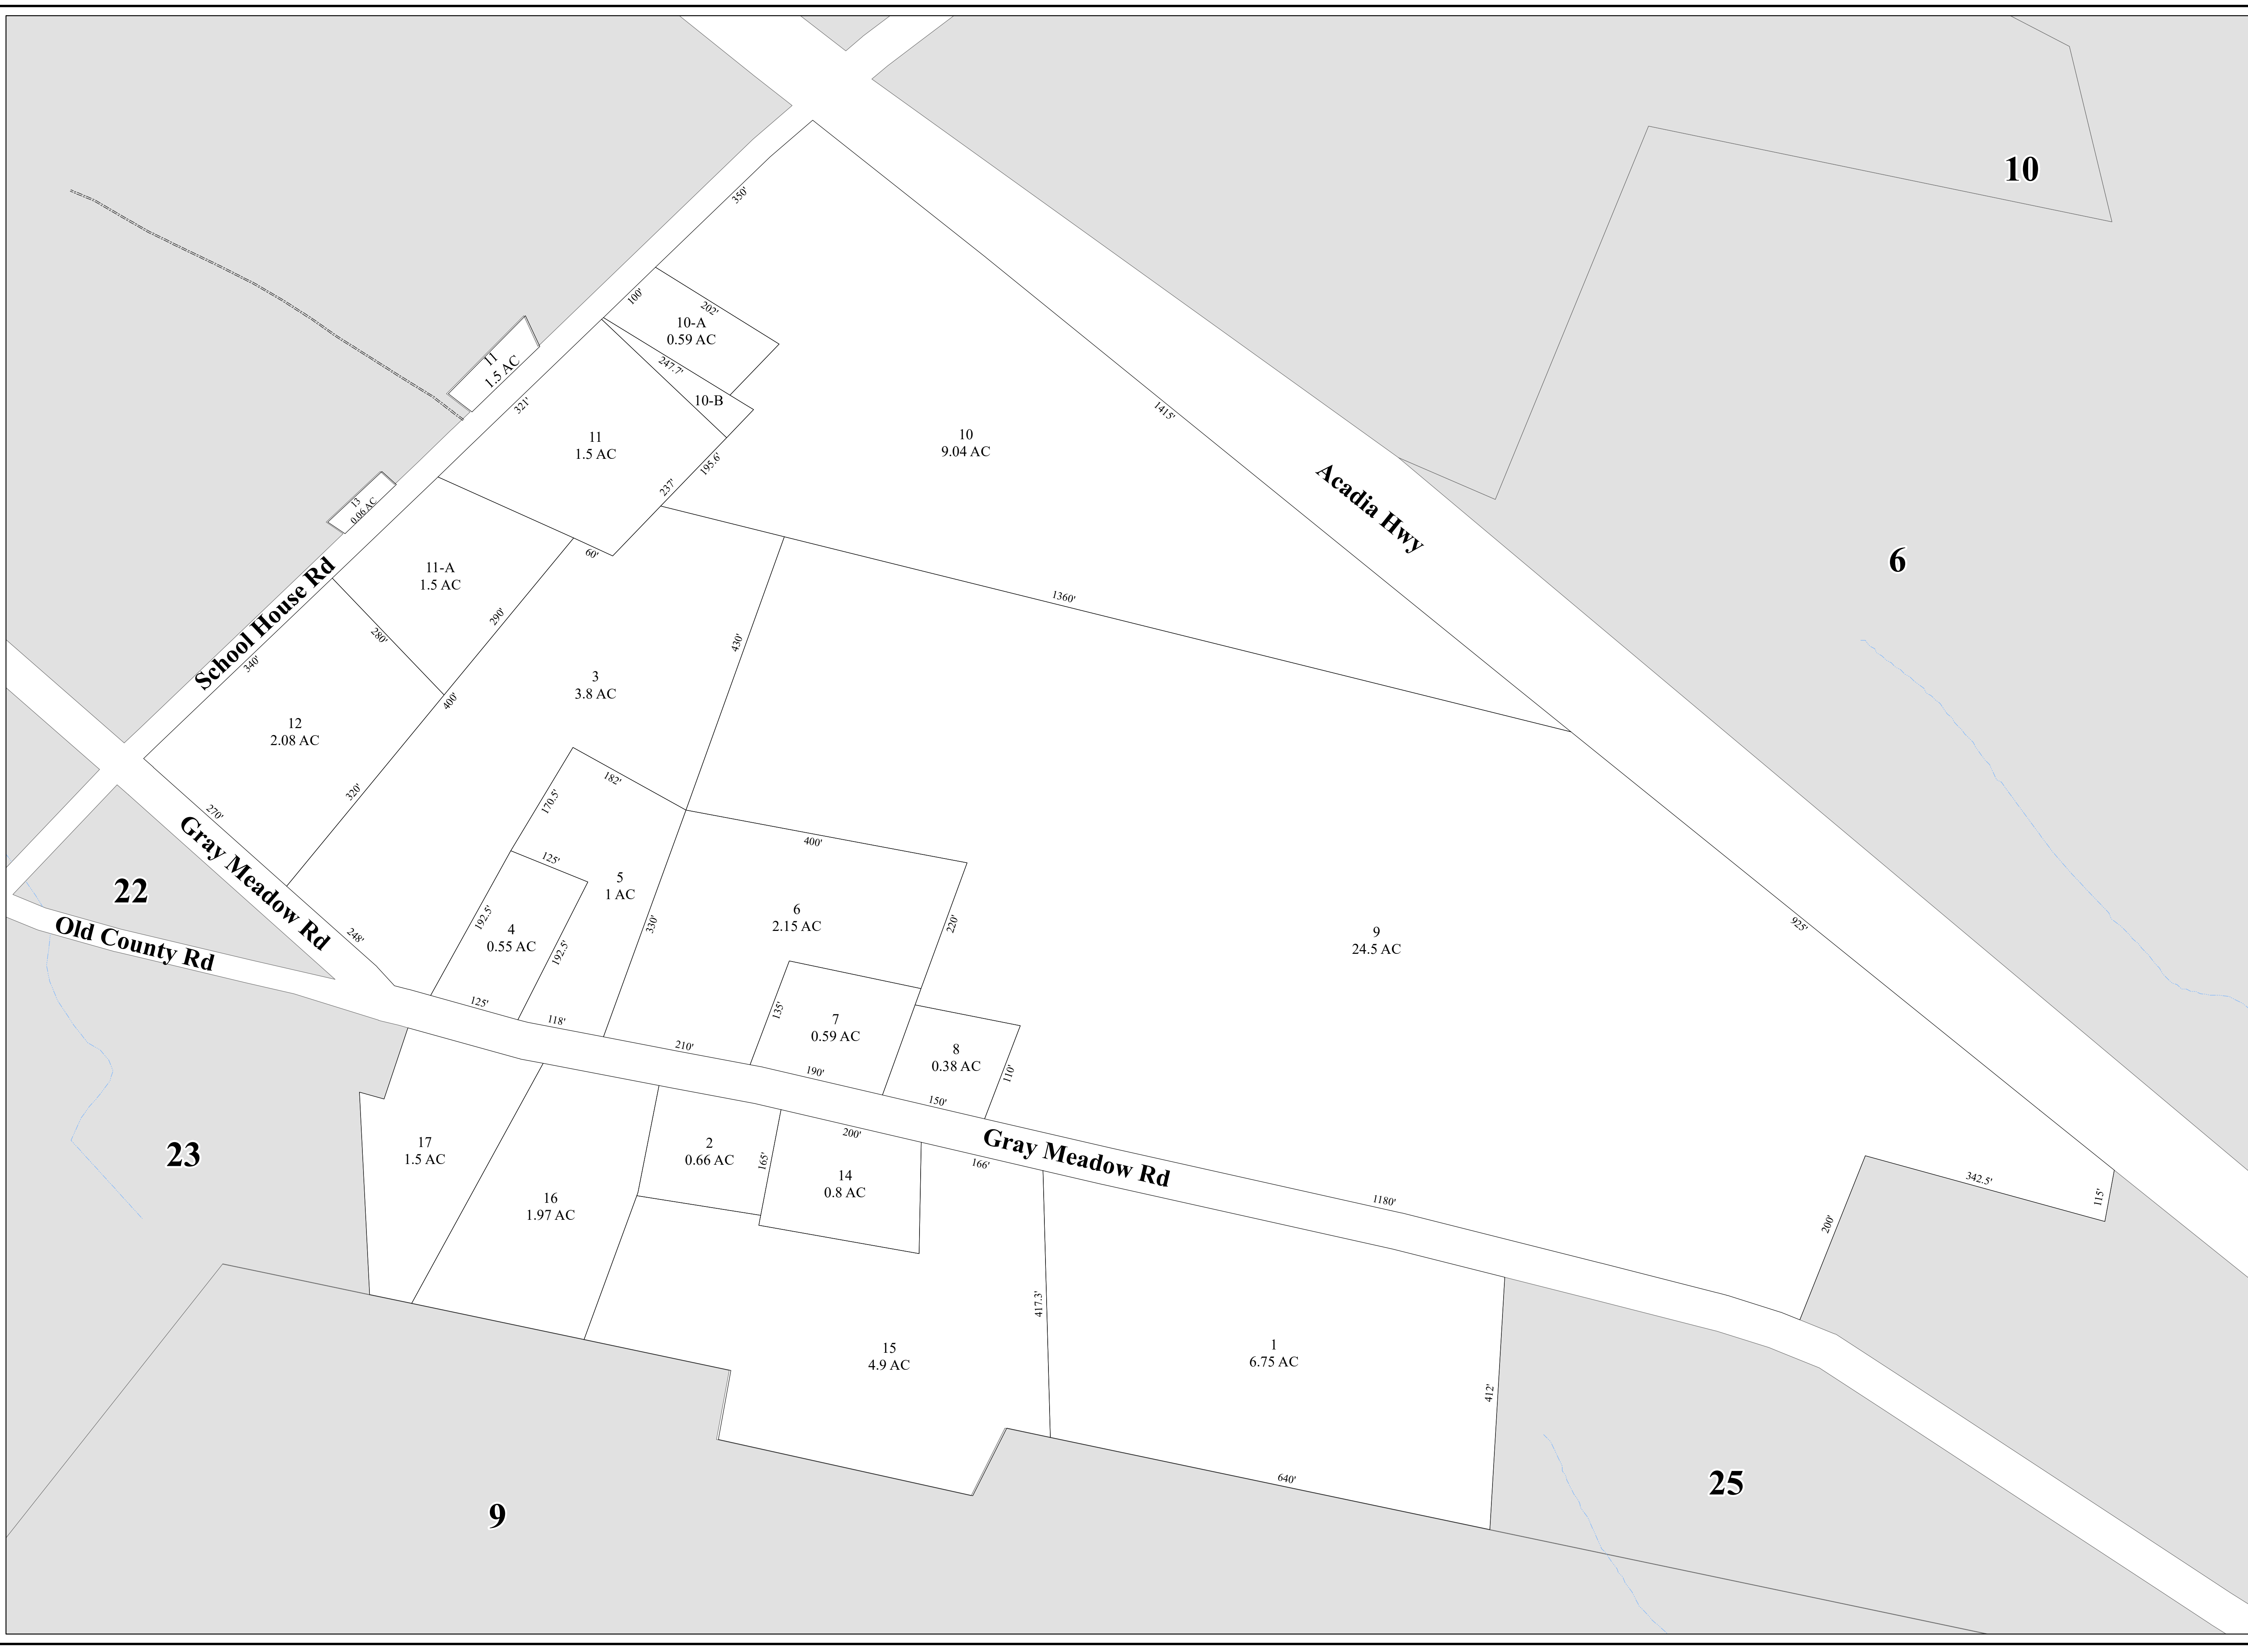 10
350'
100'
202'
10-A
0.59 AC
11
1.5 AC
247.7'
10-B
321'
1415'
10
9.04 AC
11
1.5 AC
195.6'
237'
Acadia Hwy
13
0.06 AC
60'
6
School House Rd
11-A
1.5 AC
1360'
290'
280'
430'
340'
3
3.8 AC
400'
12
2.08 AC
182'
320'
170.5'
270'
400'
Gray Meadow Rd
125'
5
1 AC
22
6
2.15 AC
192.5'
330'
220'
925'
Old County Rd
248'
4
0.55 AC
192.5'
9
24.5 AC
125'
118'
135'
7
0.59 AC
210'
8
0.38 AC
190'
110'
150'
23
17
1.5 AC
2
0.66 AC
165'
200'
Gray Meadow Rd
166'
14
0.8 AC
342.5'
115'
16
1.97 AC
1180'
200'
417.3'
15
4.9 AC
1
6.75 AC
412'
640'
25
9